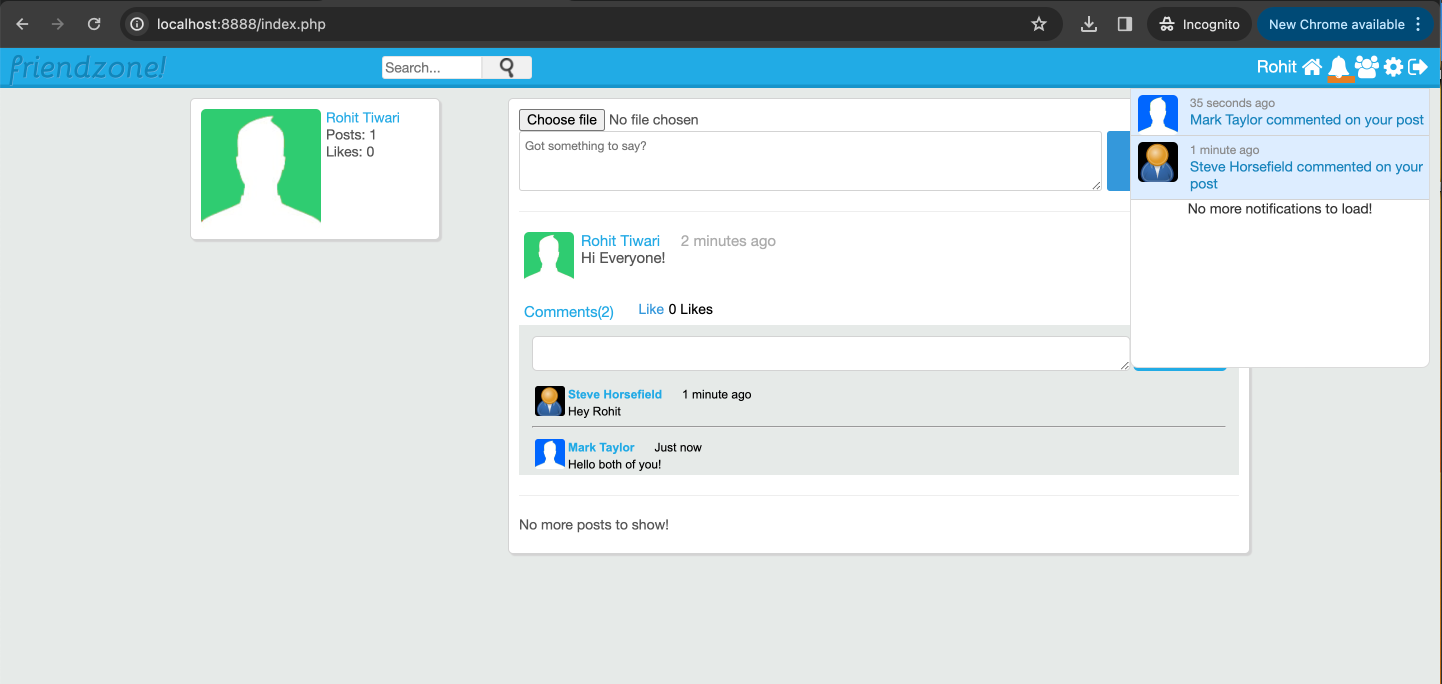 localhost:8888/index.php
Incognito
New Chrome available
friendzone!
Search...
Rohit
Rohit Tiwari
Posts: 1
Likes: 0
Choose file No file chosen
Got something to say?
35 seconds ago
Mark Taylor commented on your post
1 minute ago
Steve Horsefield commented on your
post
No more notifications to load!
Rohit Tiwari 2 minutes ago
Hi Everyone!
Comments(2) Like 0 Likes
Steve Horsefield 1 minute ago
Hey Rohit
Mark Taylor Just now
Hello both of you!
No more posts to show!